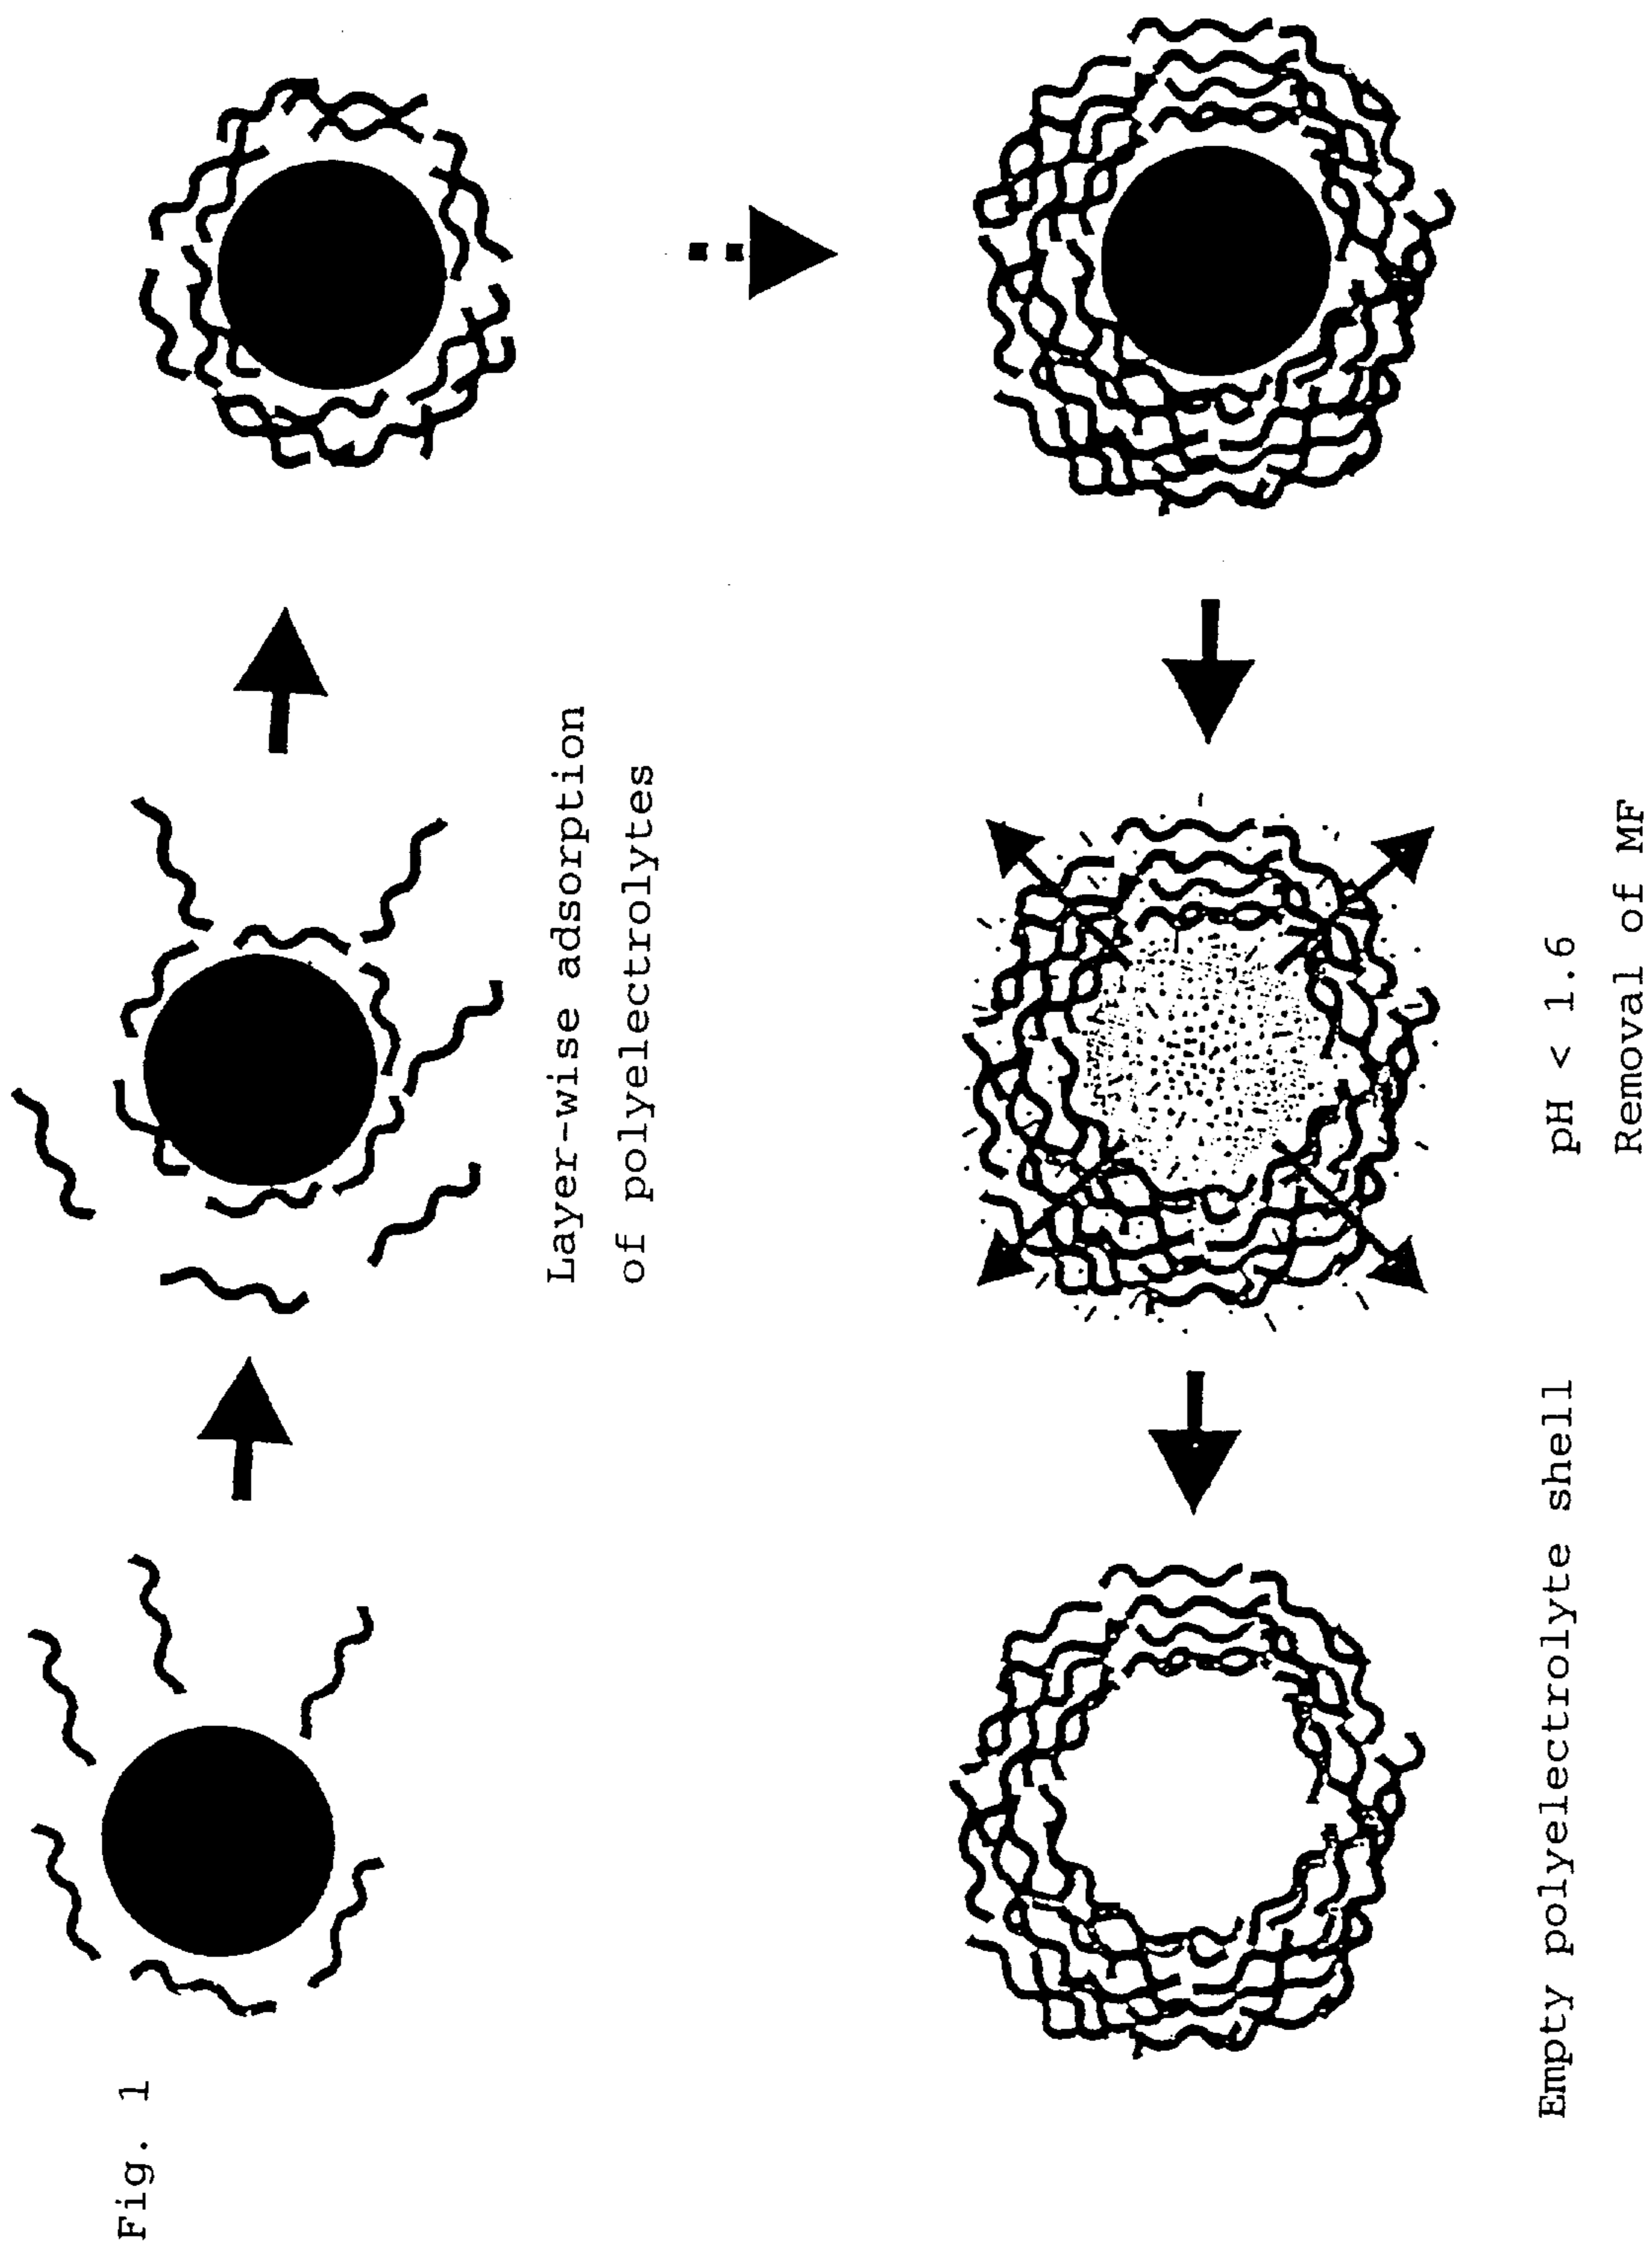 Fig. 1
Layer-wise adsorption
of polyelectrolytes
Empty polyelectrolyte shell
pH < 1.6
Removal of MF